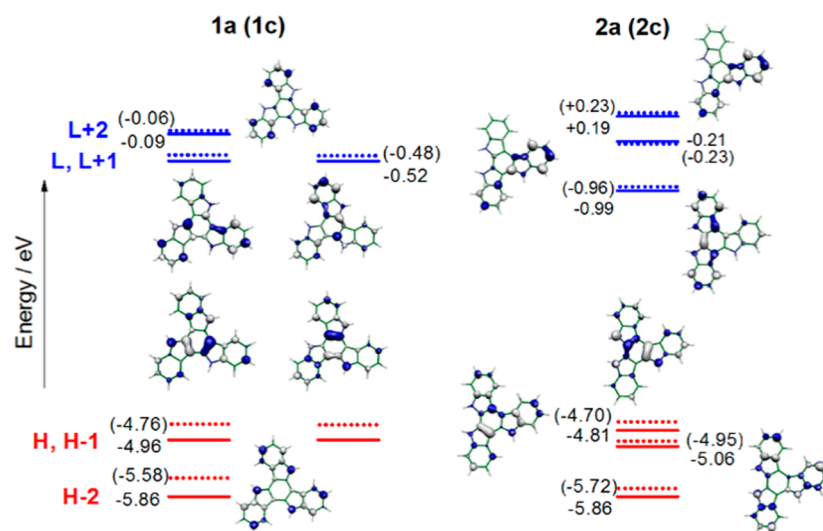 1a (1c)
2a (2c)
Energy / eV
L+2
(-0.06)
-0.09
L, L+1
(-0.48)
-0.52
H, H-1
(-4.76)
-4.96
H-2
(-5.58)
-5.86
(+0.23)
+0.19
-0.21
(-0.23)
(-0.96)
-0.99
(-4.70)
-4.81
(-4.95)
-5.06
(-5.72)
-5.86